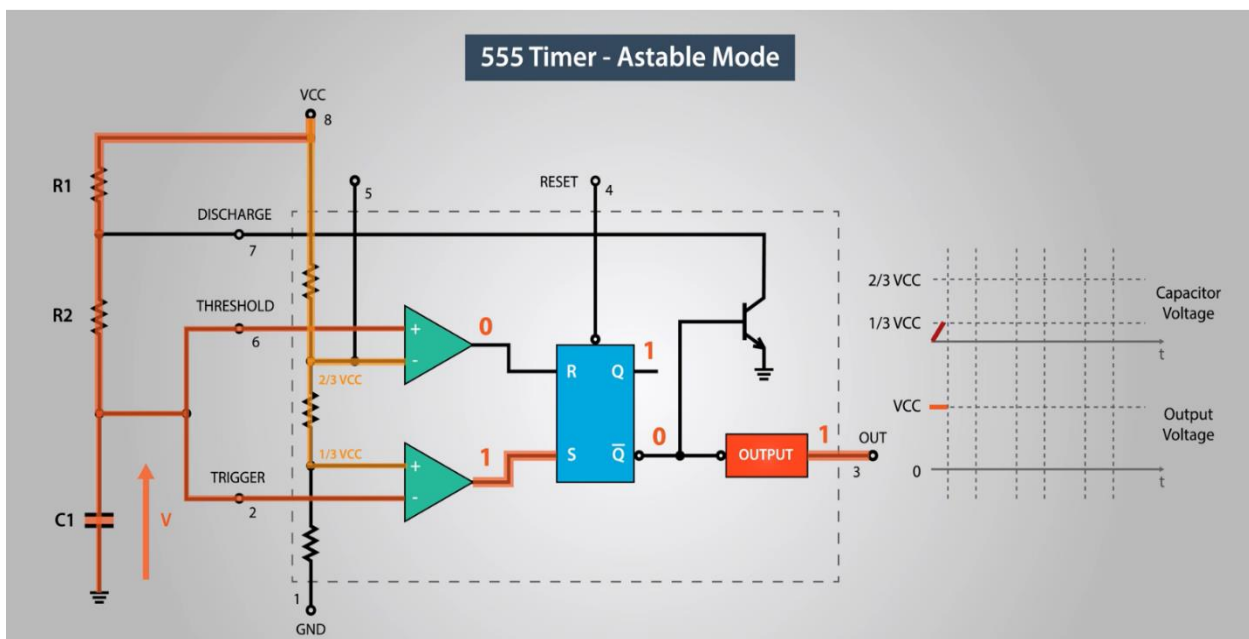 555 Timer - Astable Mode
VCC
8
R1
5
RESET
4
DISCHARGE
7
2/3 VCC
Capacitor
Voltage
R2
THRESHOLD
6
+
-
0
1/3 VCC
t
2/3 VCC
R
Q
1
VCC
Output
Voltage
1/3 VCC
+
-
1
S
Q̅
0
OUTPUT
1
OUT
3
0
t
TRIGGER
2
C1
V
1
GND